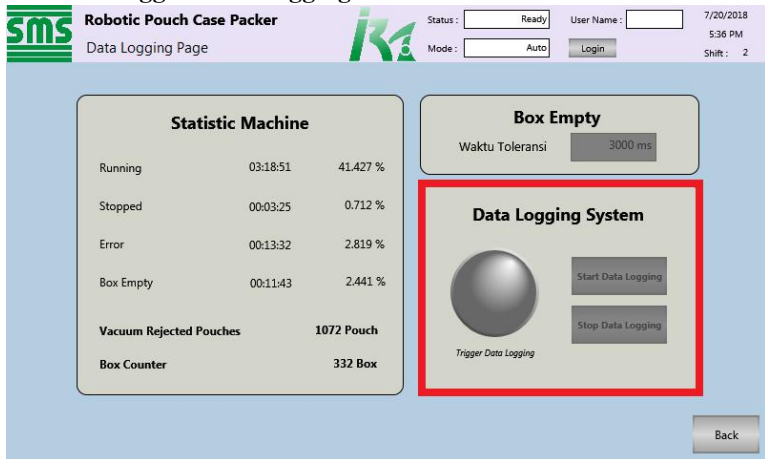 sms
Robotic Pouch Case Packer
Data Logging Page
Status : Ready
User Name :
Mode : Auto
Login
7/20/2018
5:36 PM
Shift : 2
Statistic Machine
Running 03:18:51 41.427 %
Stopped 00:03:25 0.712 %
Error 00:13:32 2.819 %
Box Empty 00:11:43 2.441 %
Vacuum Rejected Pouches 1072 Pouch
Box Counter 332 Box
Box Empty
Waktu Toleransi 3000 ms
Data Logging System
Start Data Logging
Stop Data Logging
Trigger Data Logging
Back